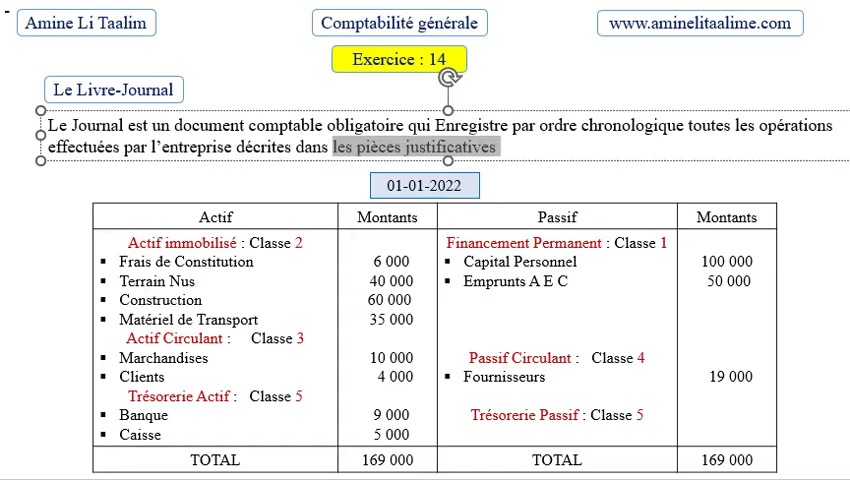 Amine Li Taalim
Comptabilité générale
www.aminelitaalime.com
Exercice : 14
Le Livre-Journal
Le Journal est un document comptable obligatoire qui Enregistre par ordre chronologique toutes les opérations
effectuées par l’entreprise décrites dans les pièces justificatives
01-01-2022
Actif Montants Passif Montants
Actif immobilisé : Classe 2 Financement Permanent : Classe 1
▪ Frais de Constitution 6 000 ▪ Capital Personnel 100 000
▪ Terrain Nus 40 000 ▪ Emprunts A E C 50 000
▪ Construction 60 000
▪ Matériel de Transport 35 000
Actif Circulant : Classe 3
▪ Marchandises 10 000 Passif Circulant : Classe 4
▪ Clients 4 000 ▪ Fournisseurs 19 000
Trésorerie Actif : Classe 5
▪ Banque 9 000 Trésorerie Passif : Classe 5
▪ Caisse 5 000
TOTAL 169 000 TOTAL 169 000